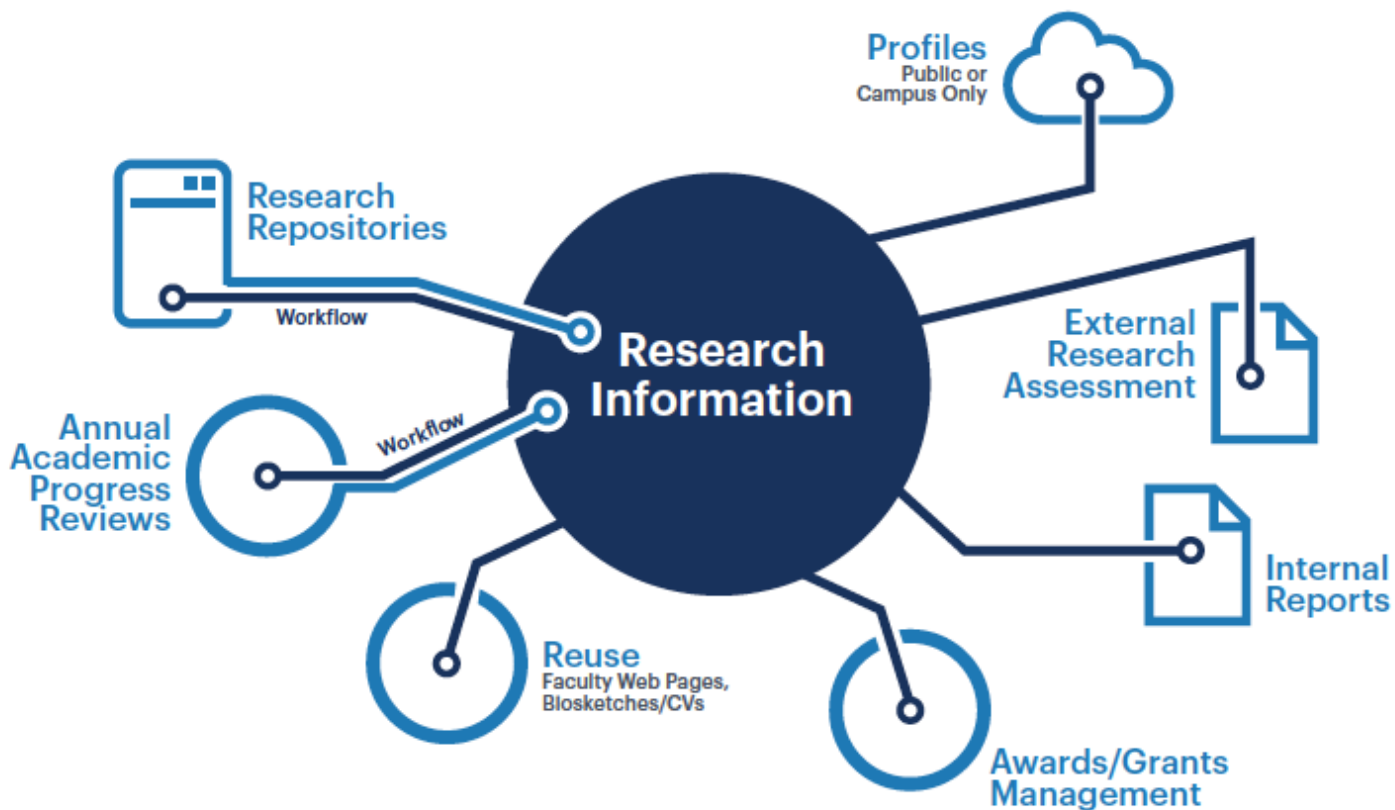 Profiles
Public or
Campus Only
Research
Repositories
Workflow
Research
Information
External
Research
Assessment
Annual
Academic
Progress
Reviews
Workflow
Internal
Reports
Reuse
Faculty Web Pages,
Biosketches/CVs
Awards/Grants
Management